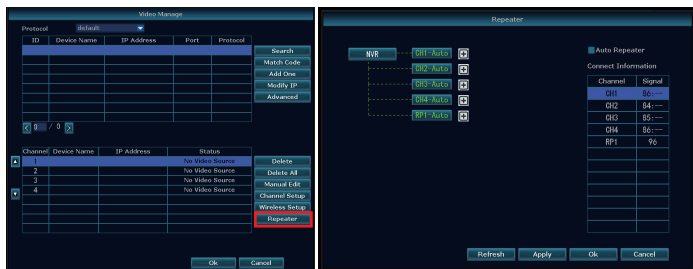 Video Manage
Protocol default
ID Device Name IP Address Port Protocol
Search
Match Code
Add One
Modify IP
Advanced
0 / 0
Channel Device Name IP Address Status
1 No Video Source
2 No Video Source
3 No Video Source
4 No Video Source
Delete
Delete All
Manual Edit
Channel Setup
Wireless Setup
Repeater
Ok Cancel
Repeater
NVR
CH1-Auto
CH2-Auto
CH3-Auto
CH4-Auto
RP1-Auto
Auto Repeater
Connect Information
Channel Signal
CH1 86:--
CH2 84:--
CH3 85:--
CH4 86:--
RP1 96
Refresh Apply Ok Cancel